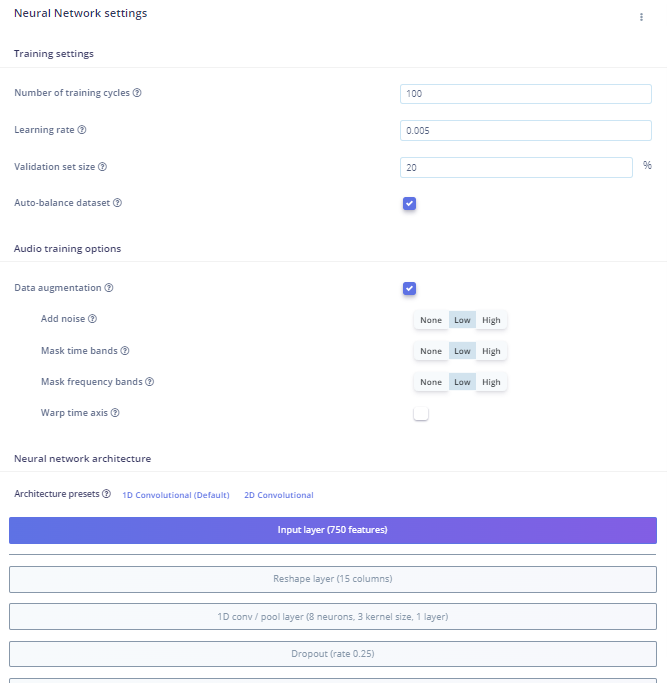 Neural Network settings
Training settings
Number of training cycles
100
Learning rate
0.005
Validation set size
20
%
Auto-balance dataset
Audio training options
Data augmentation
Add noise
None Low High
Mask time bands
None Low High
Mask frequency bands
None Low High
Warp time axis
Neural network architecture
Architecture presets 1D Convolutional (Default) 2D Convolutional
Input layer (750 features)
Reshape layer (15 columns)
1D conv / pool layer (8 neurons, 3 kernel size, 1 layer)
Dropout (rate 0.25)